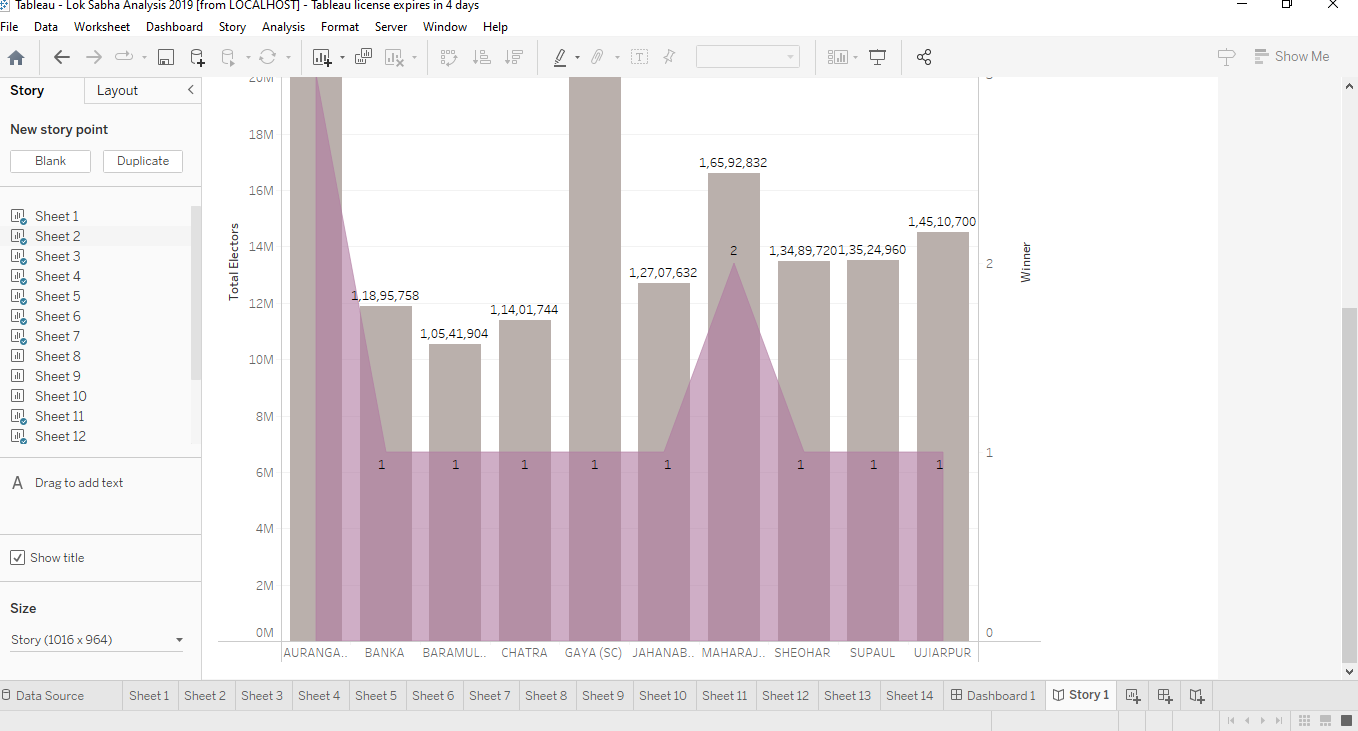 Tableau - Lok Sabha Analysis 2019 [from LOCALHOST] - Tableau license expires in 4 days
File Data Worksheet Dashboard Story Analysis Format Server Window Help
Show Me
Story Layout
New story point
Blank Duplicate
Sheet 1
Sheet 2
Sheet 3
Sheet 4
Sheet 5
Sheet 6
Sheet 7
Sheet 8
Sheet 9
Sheet 10
Sheet 11
Sheet 12
A Drag to add text
Show title
Size
Story (1016 x 964)
Total Electors
20M
18M
16M
14M
12M
10M
8M
6M
4M
2M
0M
1,65,92,832
1,45,10,700
2
1,34,89,720 1,35,24,960
1,27,07,632
1,18,95,758
1,14,01,744
1,05,41,904
1 1 1 1 1 1 1 1
2
1
0
Winner
AURANGA.. BANKA BARAMUL.. CHATRA GAYA (SC) JAHANAB.. MAHARAJ.. SHEOHAR SUPAUL UJIARPUR
Data Source Sheet 1 Sheet 2 Sheet 3 Sheet 4 Sheet 5 Sheet 6 Sheet 7 Sheet 8 Sheet 9 Sheet 10 Sheet 11 Sheet 12 Sheet 13 Sheet 14 Dashboard 1 Story 1